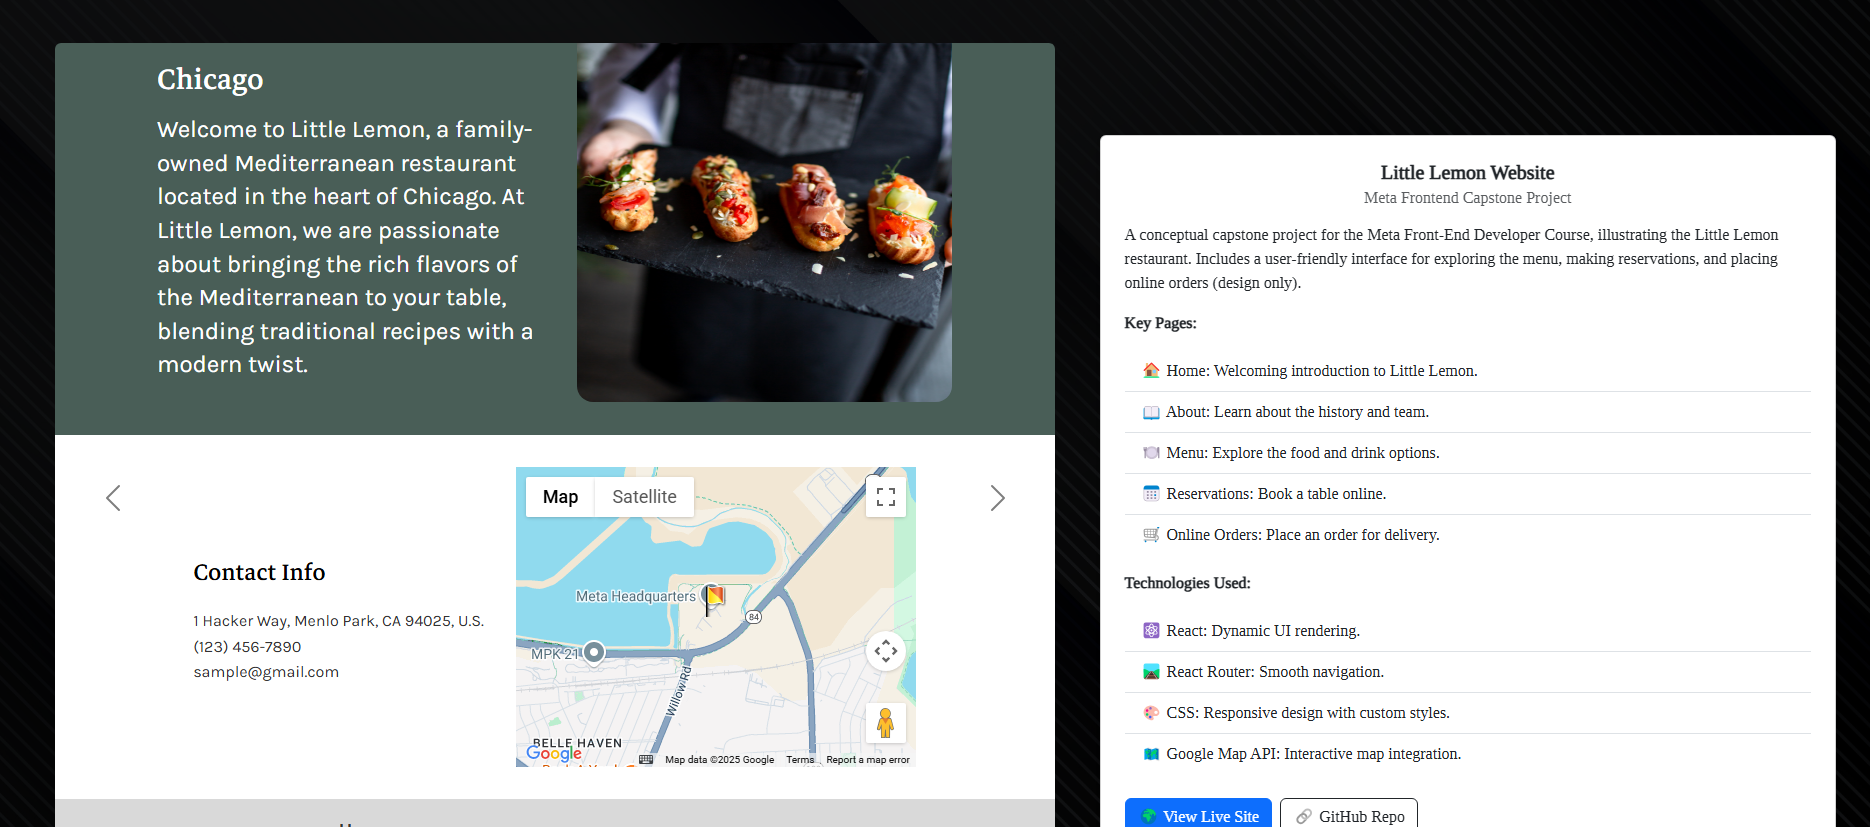 Chicago
Welcome to Little Lemon, a family-
owned Mediterranean restaurant
located in the heart of Chicago. At
Little Lemon, we are passionate
about bringing the rich flavors of
the Mediterranean to your table,
blending traditional recipes with a
modern twist.
Contact Info
1 Hacker Way, Menlo Park, CA 94025, U.S.
(123) 456-7890
sample@gmail.com
Map
Satellite
Meta Headquarters
84
MPK 21
Willow Rd
BELLE HAVEN
Google
Map data ©2025 Google
Terms
Report a map error
Little Lemon Website
Meta Frontend Capstone Project
A conceptual capstone project for the Meta Front-End Developer Course, illustrating the Little Lemon
restaurant. Includes a user-friendly interface for exploring the menu, making reservations, and placing
online orders (design only).
Key Pages:
Home: Welcoming introduction to Little Lemon.
About: Learn about the history and team.
Menu: Explore the food and drink options.
Reservations: Book a table online.
Online Orders: Place an order for delivery.
Technologies Used:
React: Dynamic UI rendering.
React Router: Smooth navigation.
CSS: Responsive design with custom styles.
Google Map API: Interactive map integration.
View Live Site
GitHub Repo